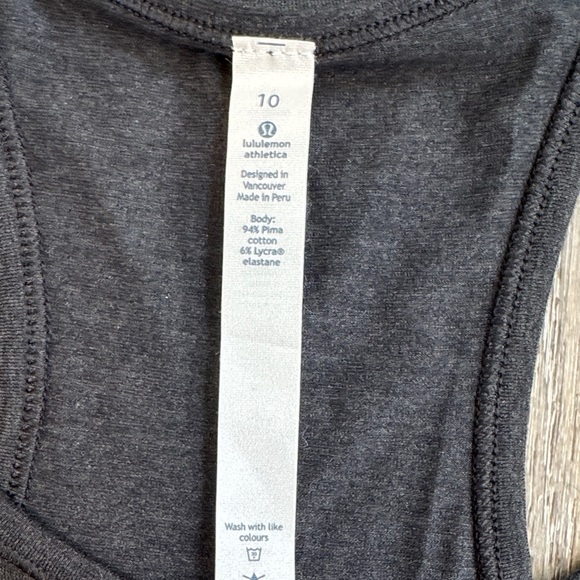 10
lululemon
athletica
Designed in
Vancouver
Made in Peru
Body:
94% Pima
cotton
6% Lycra®
elastane
Wash with like
colours